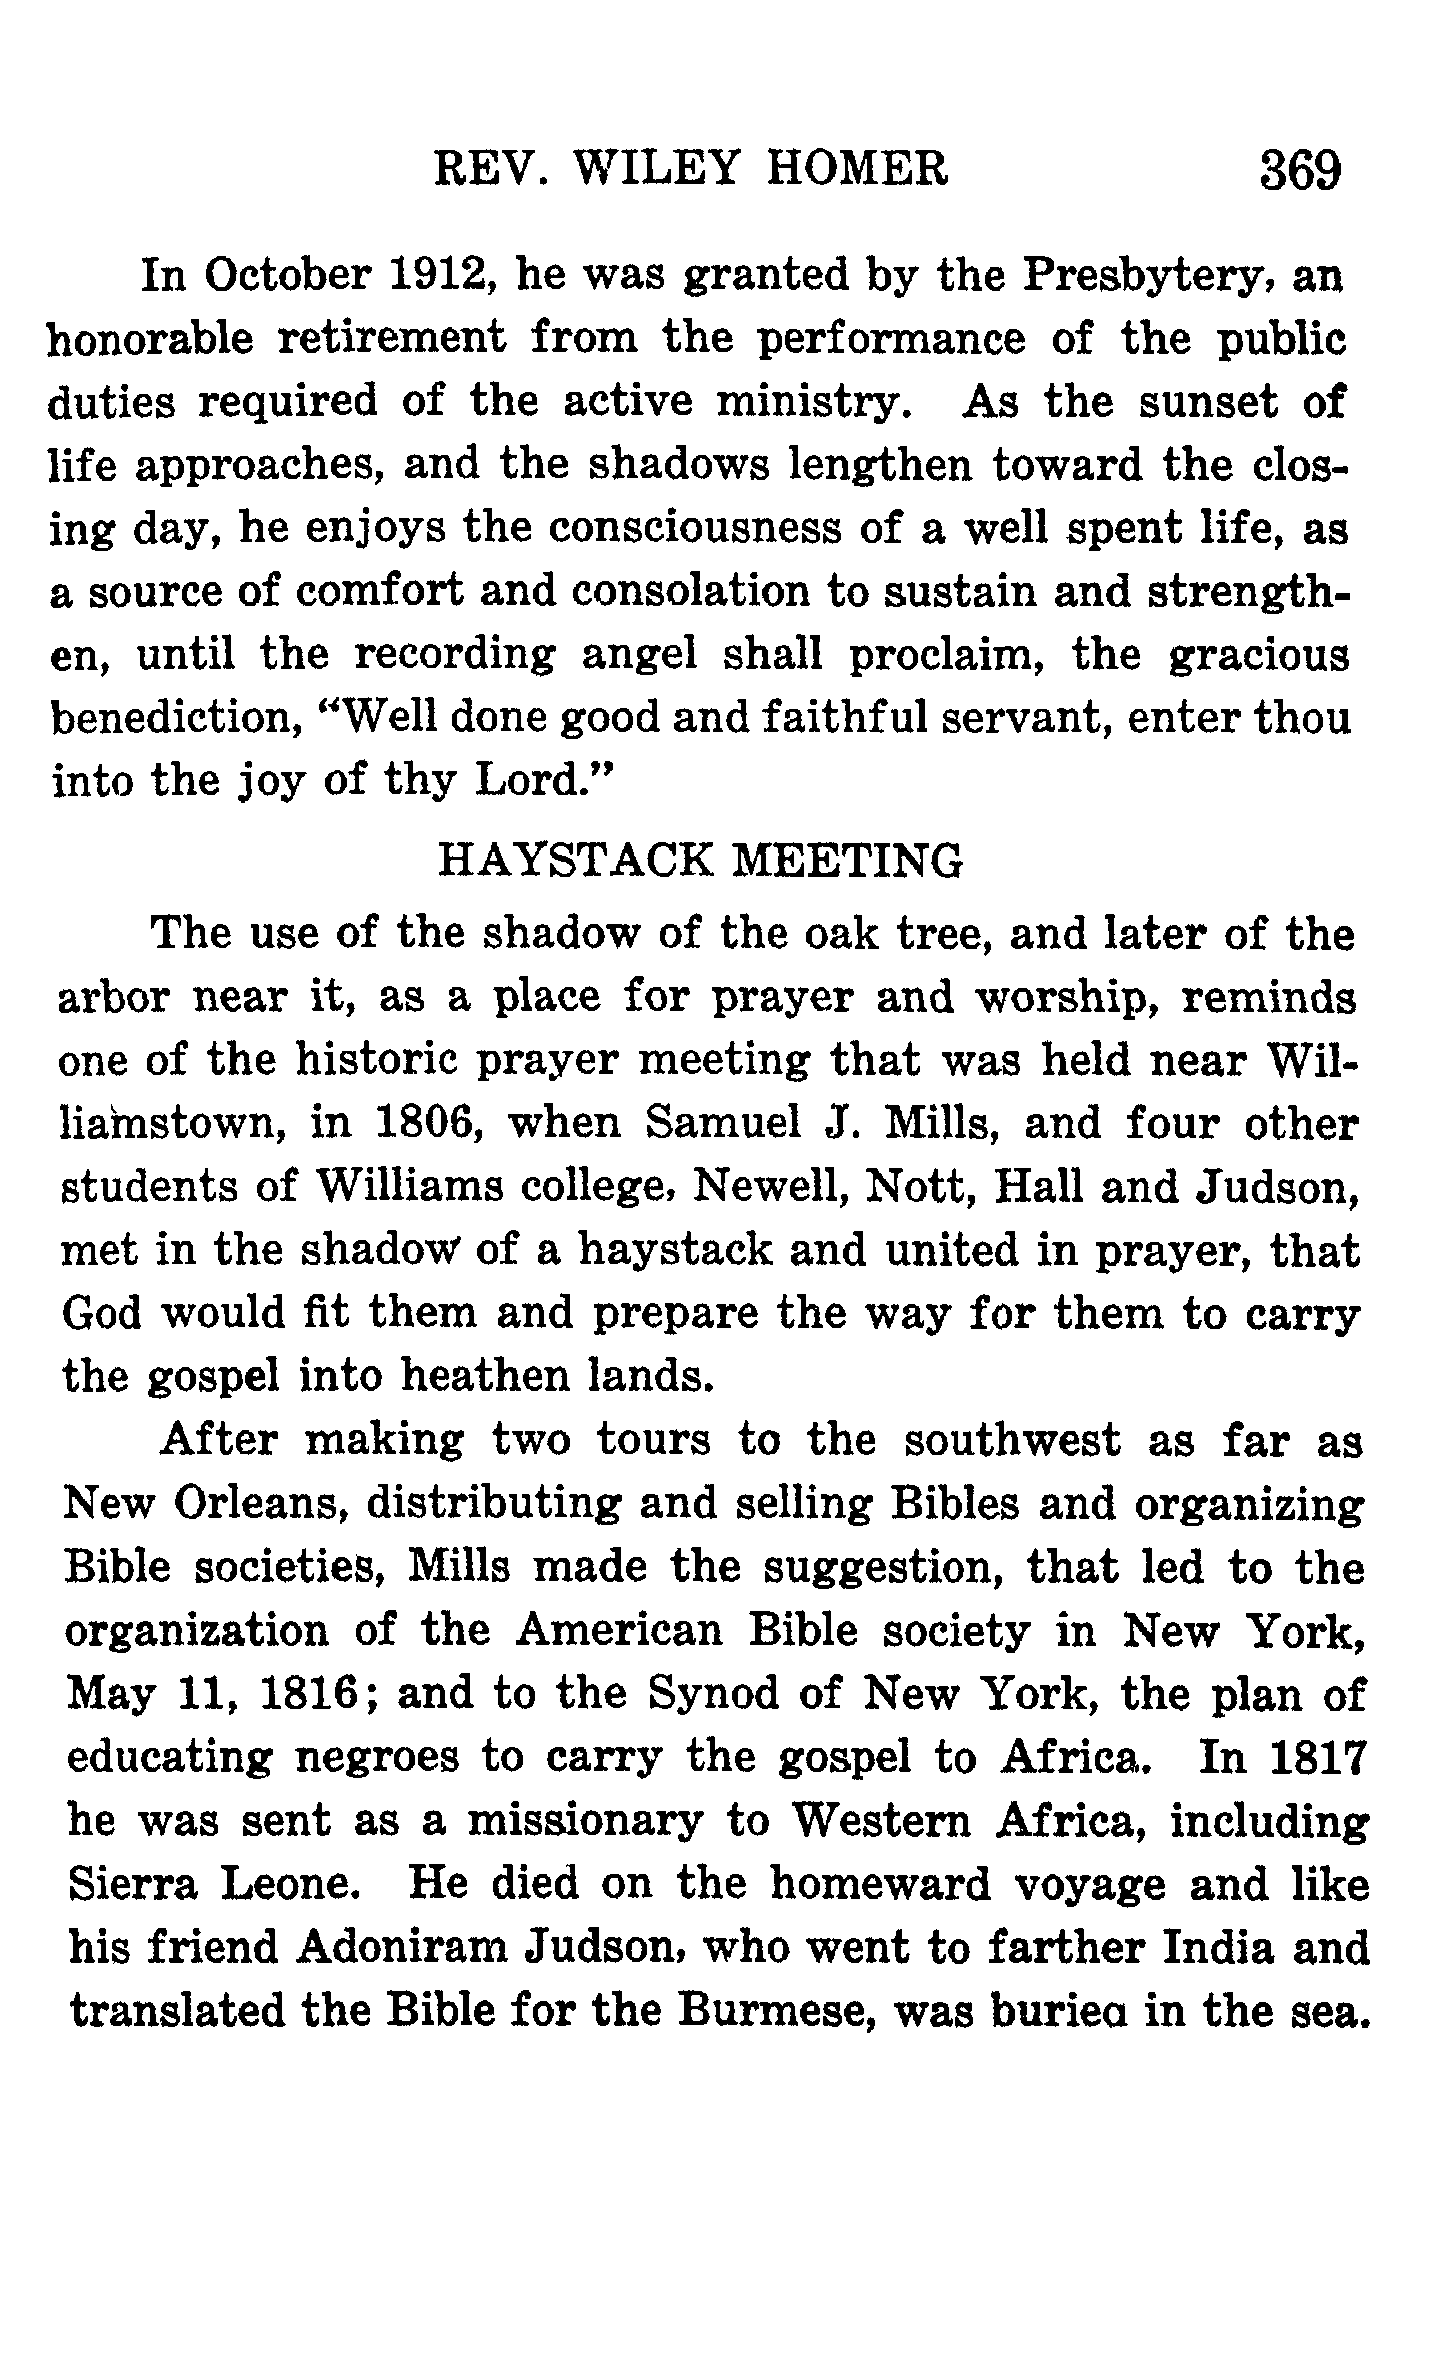 REV. WILEY HOMER 369
In October 1912, he was granted by the Presbytery, an
honorable retirement from the performance of the public
duties required of the active ministry. As the sunset of
life approaches, and the shadows lengthen toward the clos-
ing day, he enjoys the consciousness of a well spent life, as
a source of comfort and consolation to sustain and strength-
en, until the recording angel shall proclaim, the gracious
benediction, "Well done good and faithful servant, enter thou
into the joy of thy Lord."
HAYSTACK MEETING
The use of the shadow of the oak tree, and later of the
arbor near it, as a place for prayer and worship, reminds
one of the historic prayer meeting that was held near Wil-
liamstown, in 1806, when Samuel J. Mills, and four other
students of Williams college, Newell, Nott, Hall and Judson,
met in the shadow of a haystack and united in prayer, that
God would fit them and prepare the way for them to carry
the gospel into heathen lands.
After making two tours to the southwest as far as
New Orleans, distributing and selling Bibles and organizing
Bible societies, Mills made the suggestion, that led to the
organization of the American Bible society in New York,
May 11, 1816; and to the Synod of New York, the plan of
educating negroes to carry the gospel to Africa. In 1817
he was sent as a missionary to Western Africa, including
Sierra Leone. He died on the homeward voyage and like
his friend Adoniram Judson, who went to farther India and
translated the Bible for the Burmese, was buried in the sea.